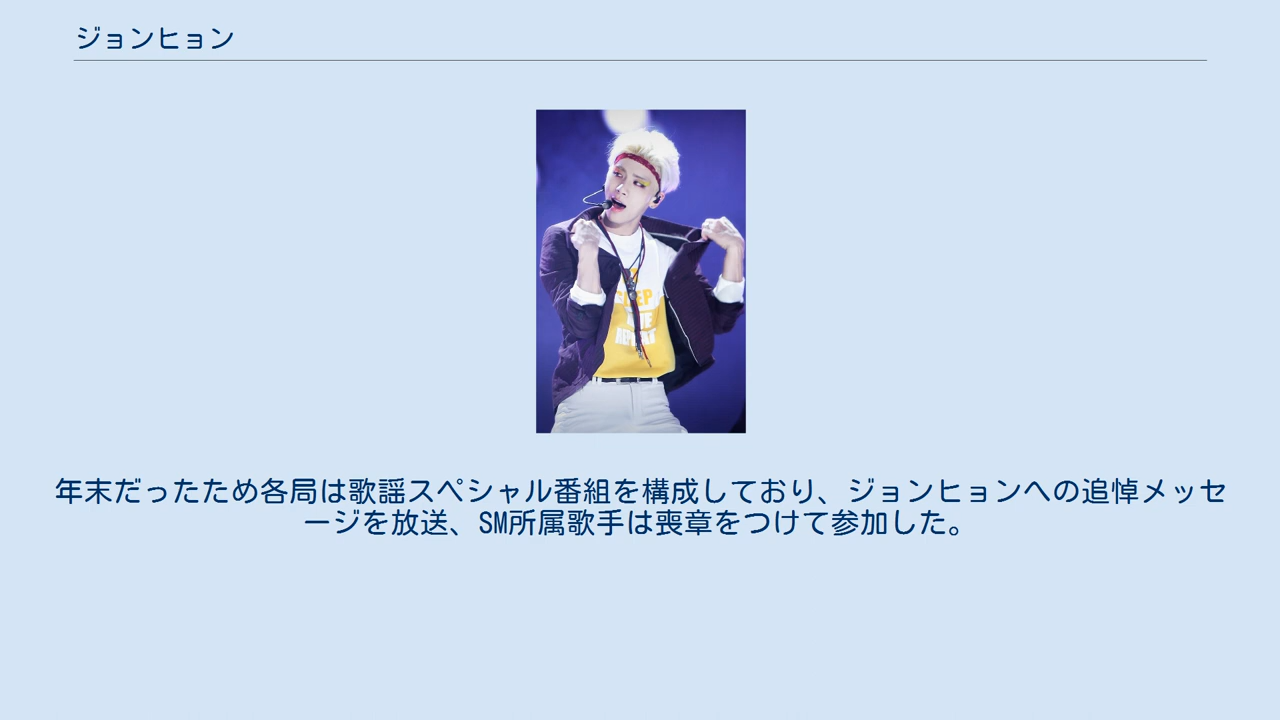 ジョンヒョン
REPEAT
年末だったため各局は歌謡スペシャル番組を構成しており、ジョンヒョンへの追悼メッセ
ージを放送、SM所属歌手は喪章をつけて参加した。